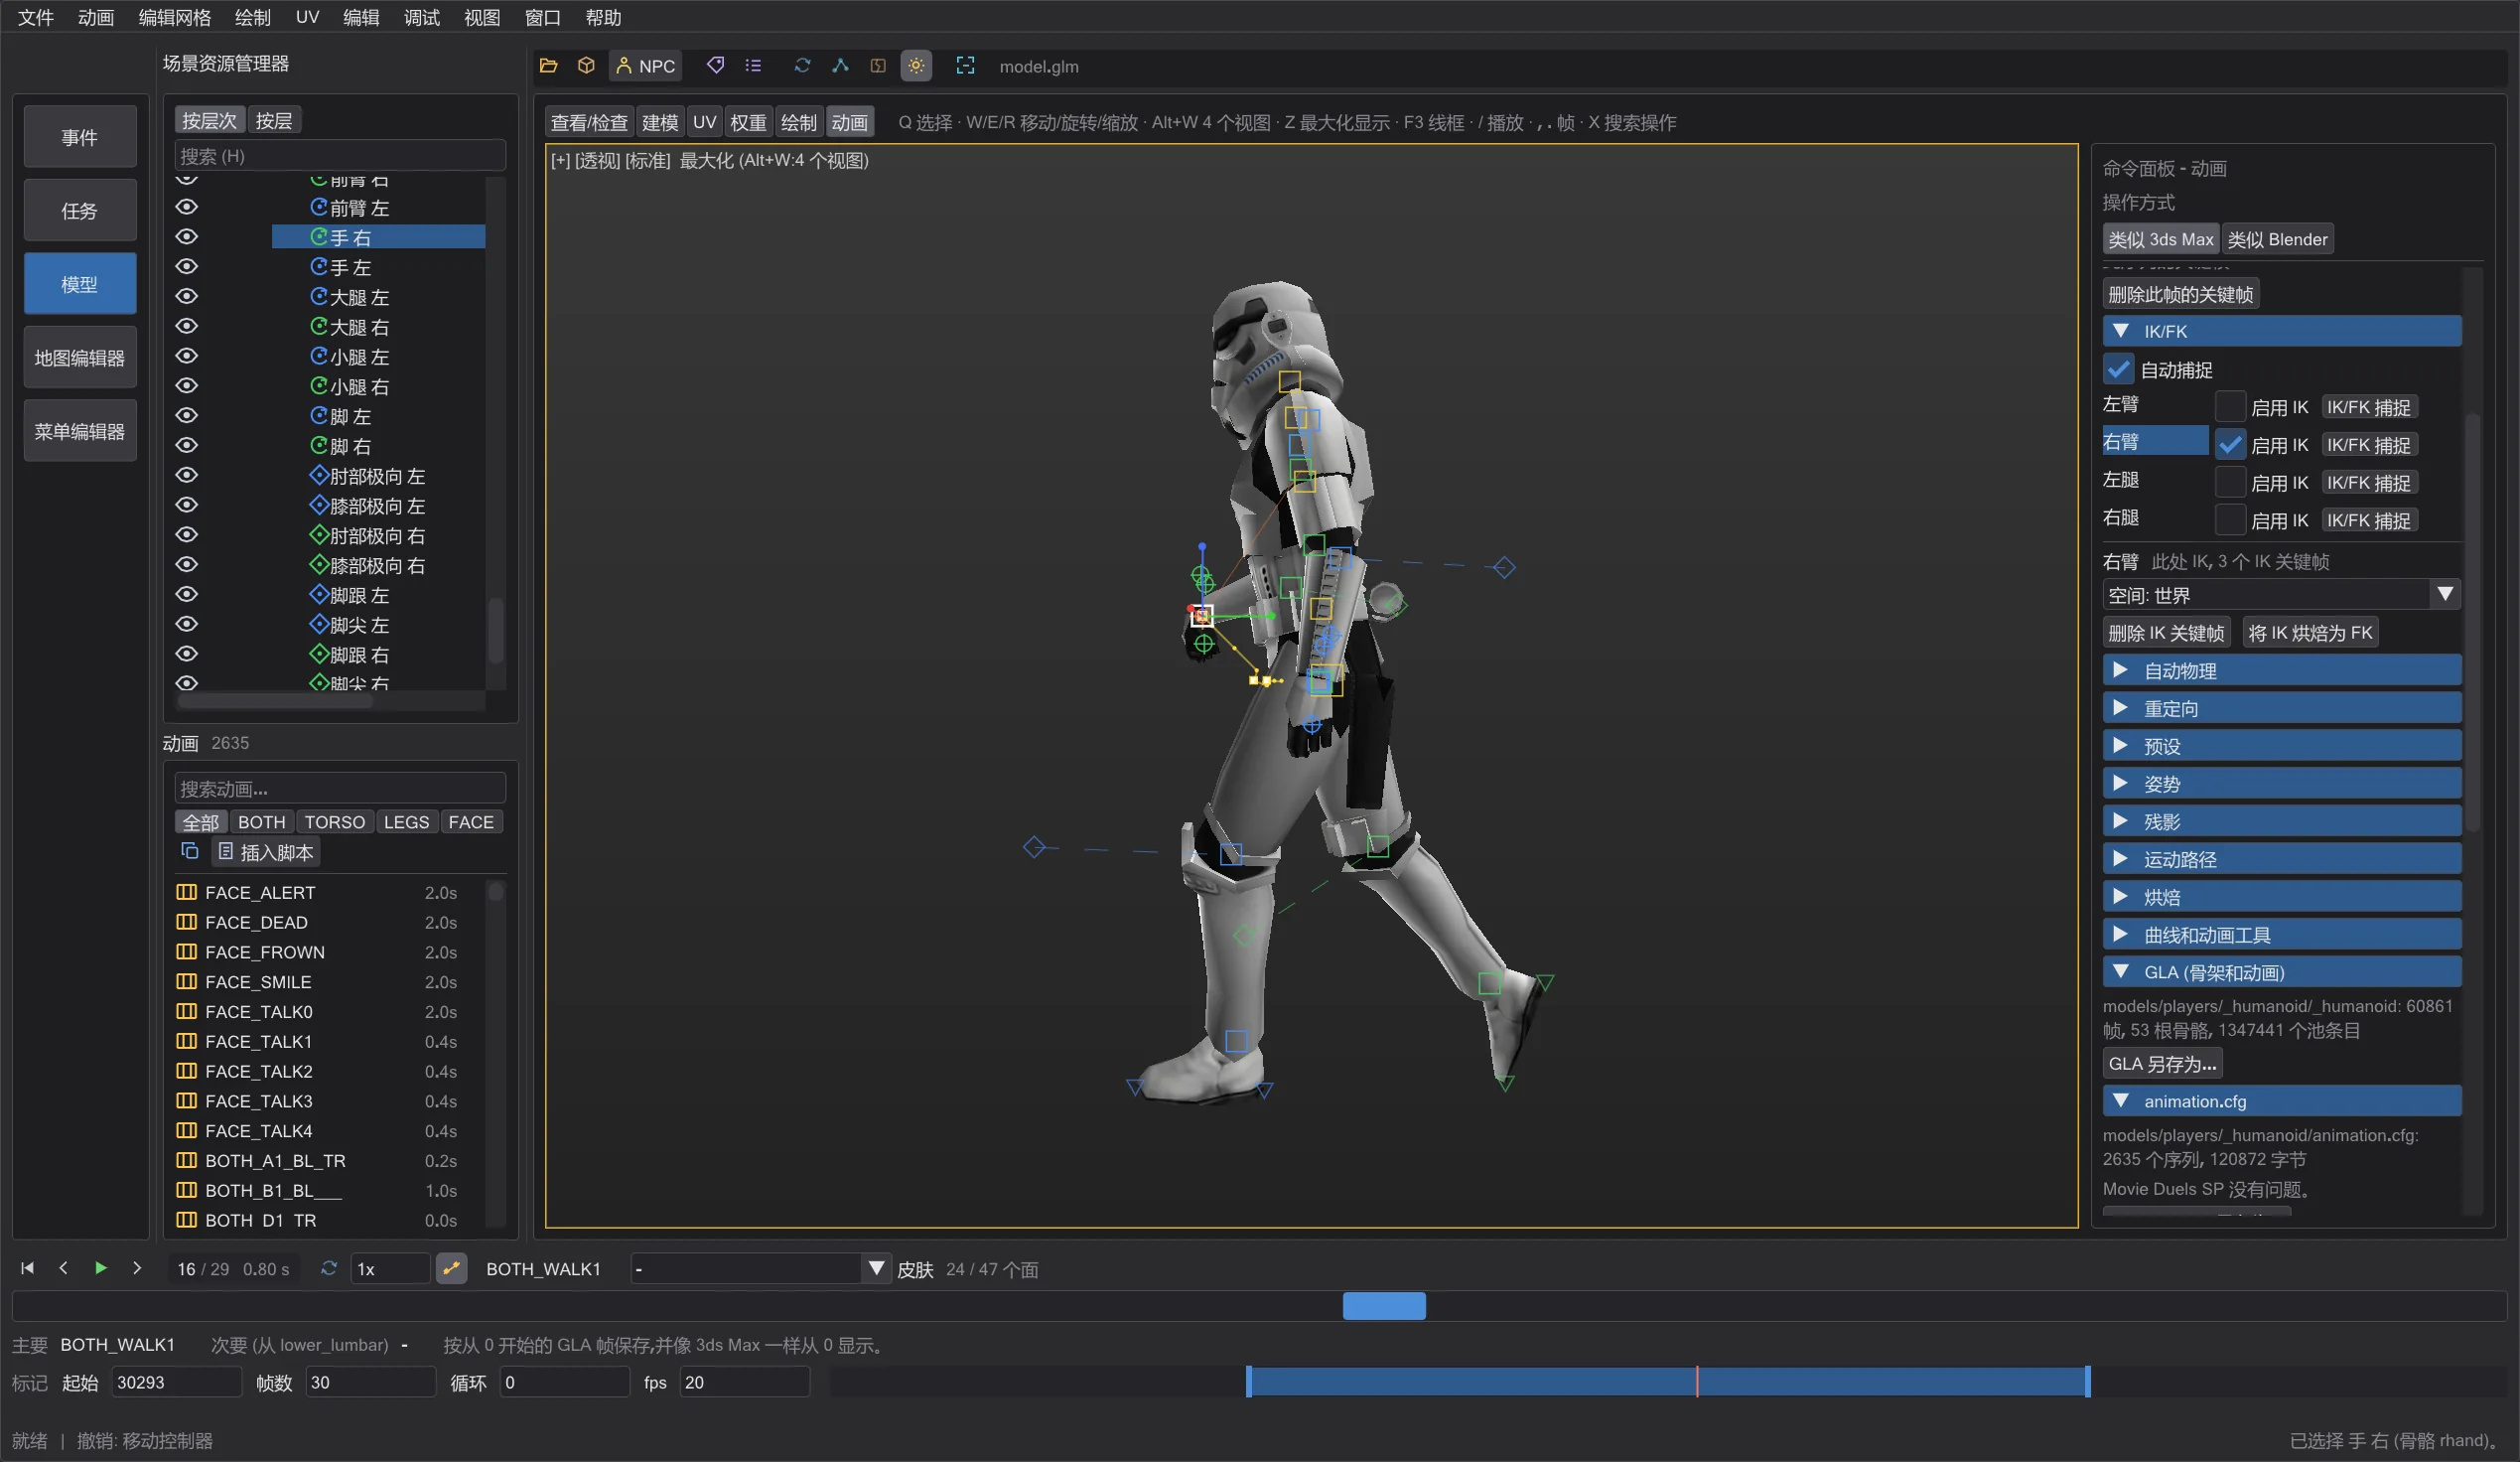 文件 动画 编辑网格 绘制 UV 编辑 调试 视图 窗口 帮助
场景资源管理器
NPC
model.glm
事件
任务
模型
地图编辑器
菜单编辑器
按层次 按层
搜索 (H)
前臂 右
前臂 左
手 右
手 左
大腿 左
大腿 右
小腿 左
小腿 右
脚 左
脚 右
肘部极向 左
膝部极向 左
肘部极向 右
膝部极向 右
脚跟 左
脚尖 左
脚跟 右
脚尖 右
动画 2635
搜索动画...
全部 BOTH TORSO LEGS FACE
插入脚本
FACE_ALERT 2.0s
FACE_DEAD 2.0s
FACE_FROWN 2.0s
FACE_SMILE 2.0s
FACE_TALK0 2.0s
FACE_TALK1 0.4s
FACE_TALK2 0.4s
FACE_TALK3 0.4s
FACE_TALK4 0.4s
BOTH_A1_BL_TR 0.2s
BOTH_B1_BL___ 1.0s
BOTH_D1_TR 0.0s
查看/检查 建模 UV 权重 绘制 动画 Q 选择 · W/E/R 移动/旋转/缩放 · Alt+W 4 个视图 · Z 最大化显示 · F3 线框 · / 播放 · , . 帧 · X 搜索操作
[+] [透视] [标准] 最大化 (Alt+W:4 个视图)
命令面板 - 动画
操作方式
类似 3ds Max 类似 Blender
删除此帧的关键帧
IK/FK
自动捕捉
左臂 启用 IK IK/FK 捕捉
右臂 启用 IK IK/FK 捕捉
左腿 启用 IK IK/FK 捕捉
右腿 启用 IK IK/FK 捕捉
右臂 此处 IK, 3 个 IK 关键帧
空间: 世界
删除 IK 关键帧 将 IK 烘焙为 FK
自动物理
重定向
预设
姿势
残影
运动路径
烘焙
曲线和动画工具
GLA (骨架和动画)
models/players/_humanoid/_humanoid: 60861
帧, 53 根骨骼, 1347441 个池条目
GLA 另存为...
animation.cfg
models/players/_humanoid/animation.cfg:
2635 个序列, 120872 字节
Movie Duels SP 没有问题。
16 / 29 0.80 s 1x BOTH_WALK1 - 皮肤 24 / 47 个面
主要 BOTH_WALK1 次要 (从 lower_lumbar) - 按从 0 开始的 GLA 帧保存,并像 3ds Max 一样从 0 显示。
标记 起始 30293 帧数 30 循环 0 fps 20
就绪 | 撤销: 移动控制器
已选择 手 右 (骨骼 rhand)。